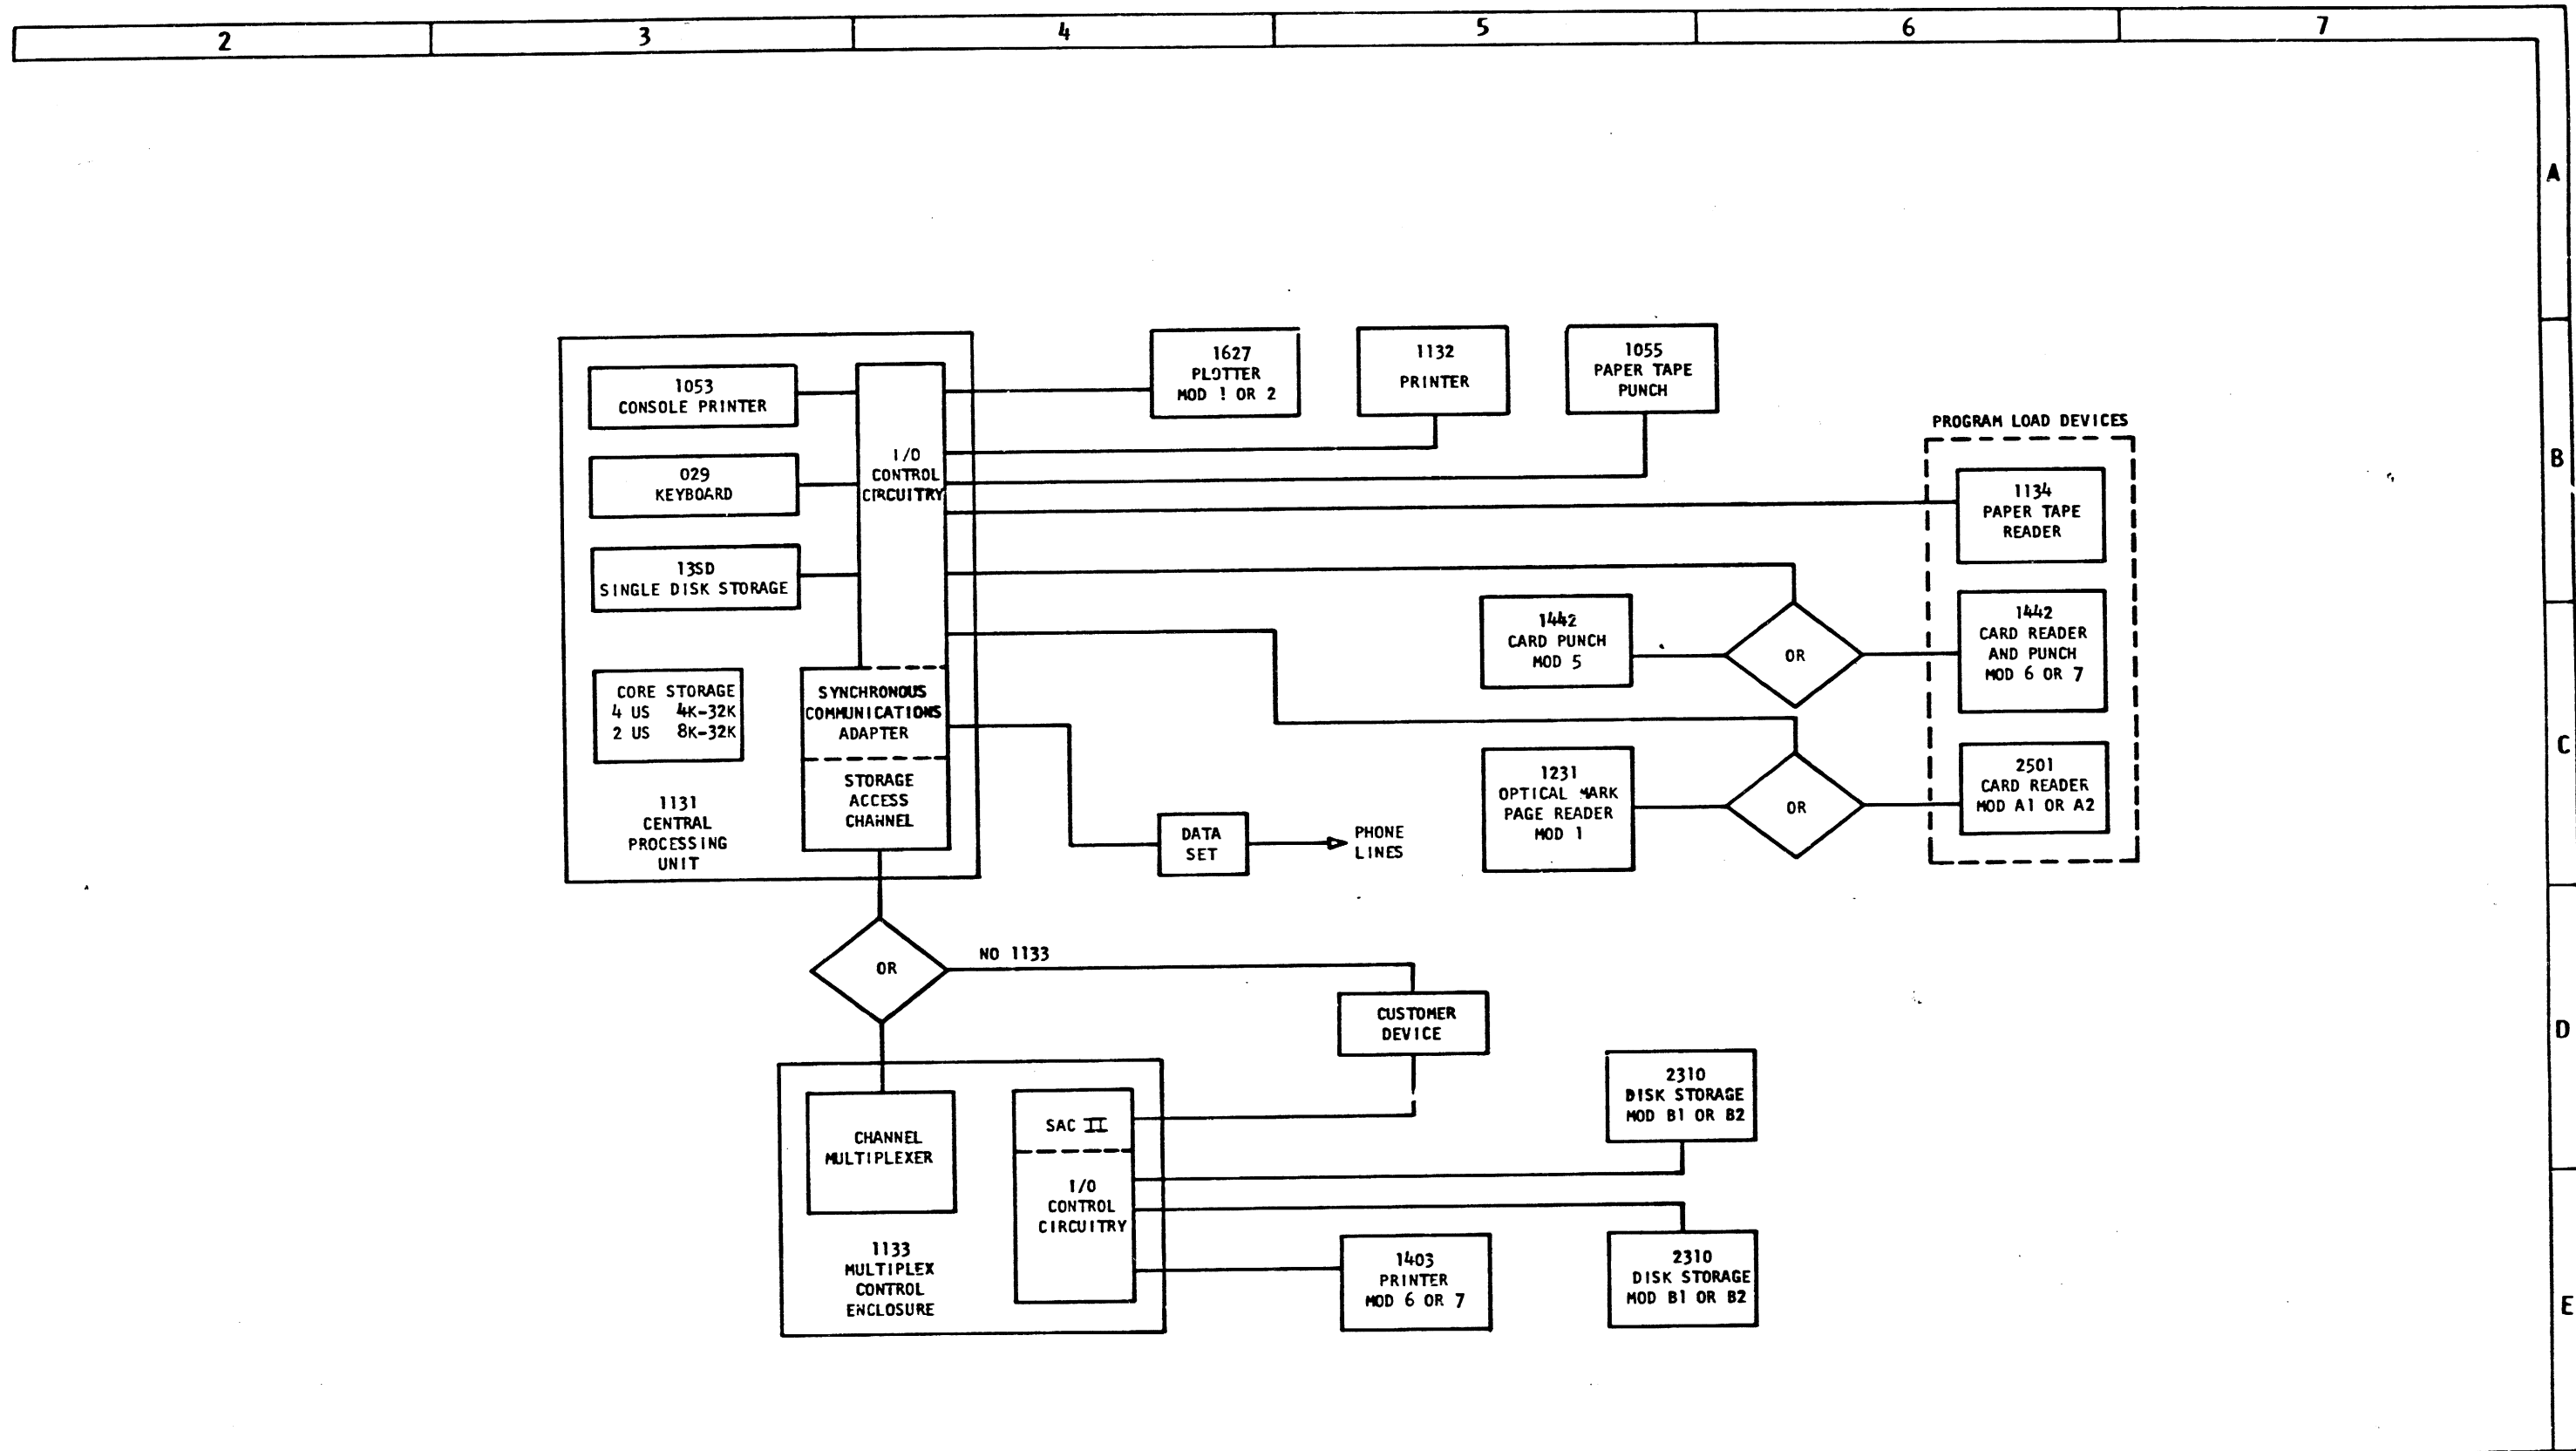 2 3 4 5 6 7
A
B
C
D
E
1053
CONSOLE PRINTER
029
KEYBOARD
13SD
SINGLE DISK STORAGE
CORE STORAGE
4 US 4K-32K
2 US 8K-32K
1131
CENTRAL
PROCESSING
UNIT
I/O
CONTROL
CIRCUITRY
SYNCHRONOUS
COMMUNICATIONS
ADAPTER
STORAGE
ACCESS
CHANNEL
1627
PLOTTER
MOD 1 OR 2
1132
PRINTER
1055
PAPER TAPE
PUNCH
PROGRAM LOAD DEVICES
1134
PAPER TAPE
READER
1442
CARD PUNCH
MOD 5
OR
1442
CARD READER
AND PUNCH
MOD 6 OR 7
1231
OPTICAL MARK
PAGE READER
MOD 1
OR
2501
CARD READER
MOD A1 OR A2
DATA
SET
PHONE
LINES
OR
NO 1133
CUSTOMER
DEVICE
CHANNEL
MULTIPLEXER
1133
MULTIPLEX
CONTROL
ENCLOSURE
SAC II
I/O
CONTROL
CIRCUITRY
2310
DISK STORAGE
MOD B1 OR B2
1403
PRINTER
MOD 6 OR 7
2310
DISK STORAGE
MOD B1 OR B2